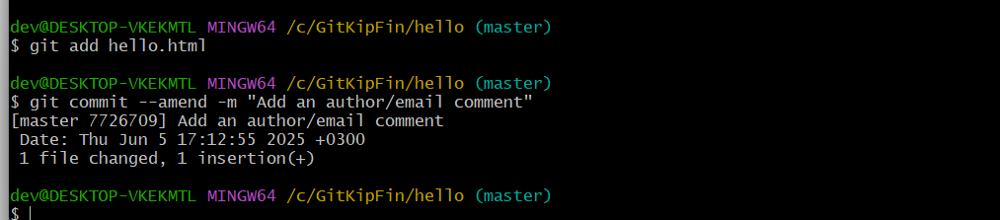 dev@DESKTOP-VKEKMTL MINGW64 /c/GitKipFin/hello (master)
$ git add hello.html
dev@DESKTOP-VKEKMTL MINGW64 /c/GitKipFin/hello (master)
$ git commit --amend -m "Add an author/email comment"
[master 7726709] Add an author/email comment
 Date: Thu Jun 5 17:12:55 2025 +0300
 1 file changed, 1 insertion(+)
dev@DESKTOP-VKEKMTL MINGW64 /c/GitKipFin/hello (master)
$